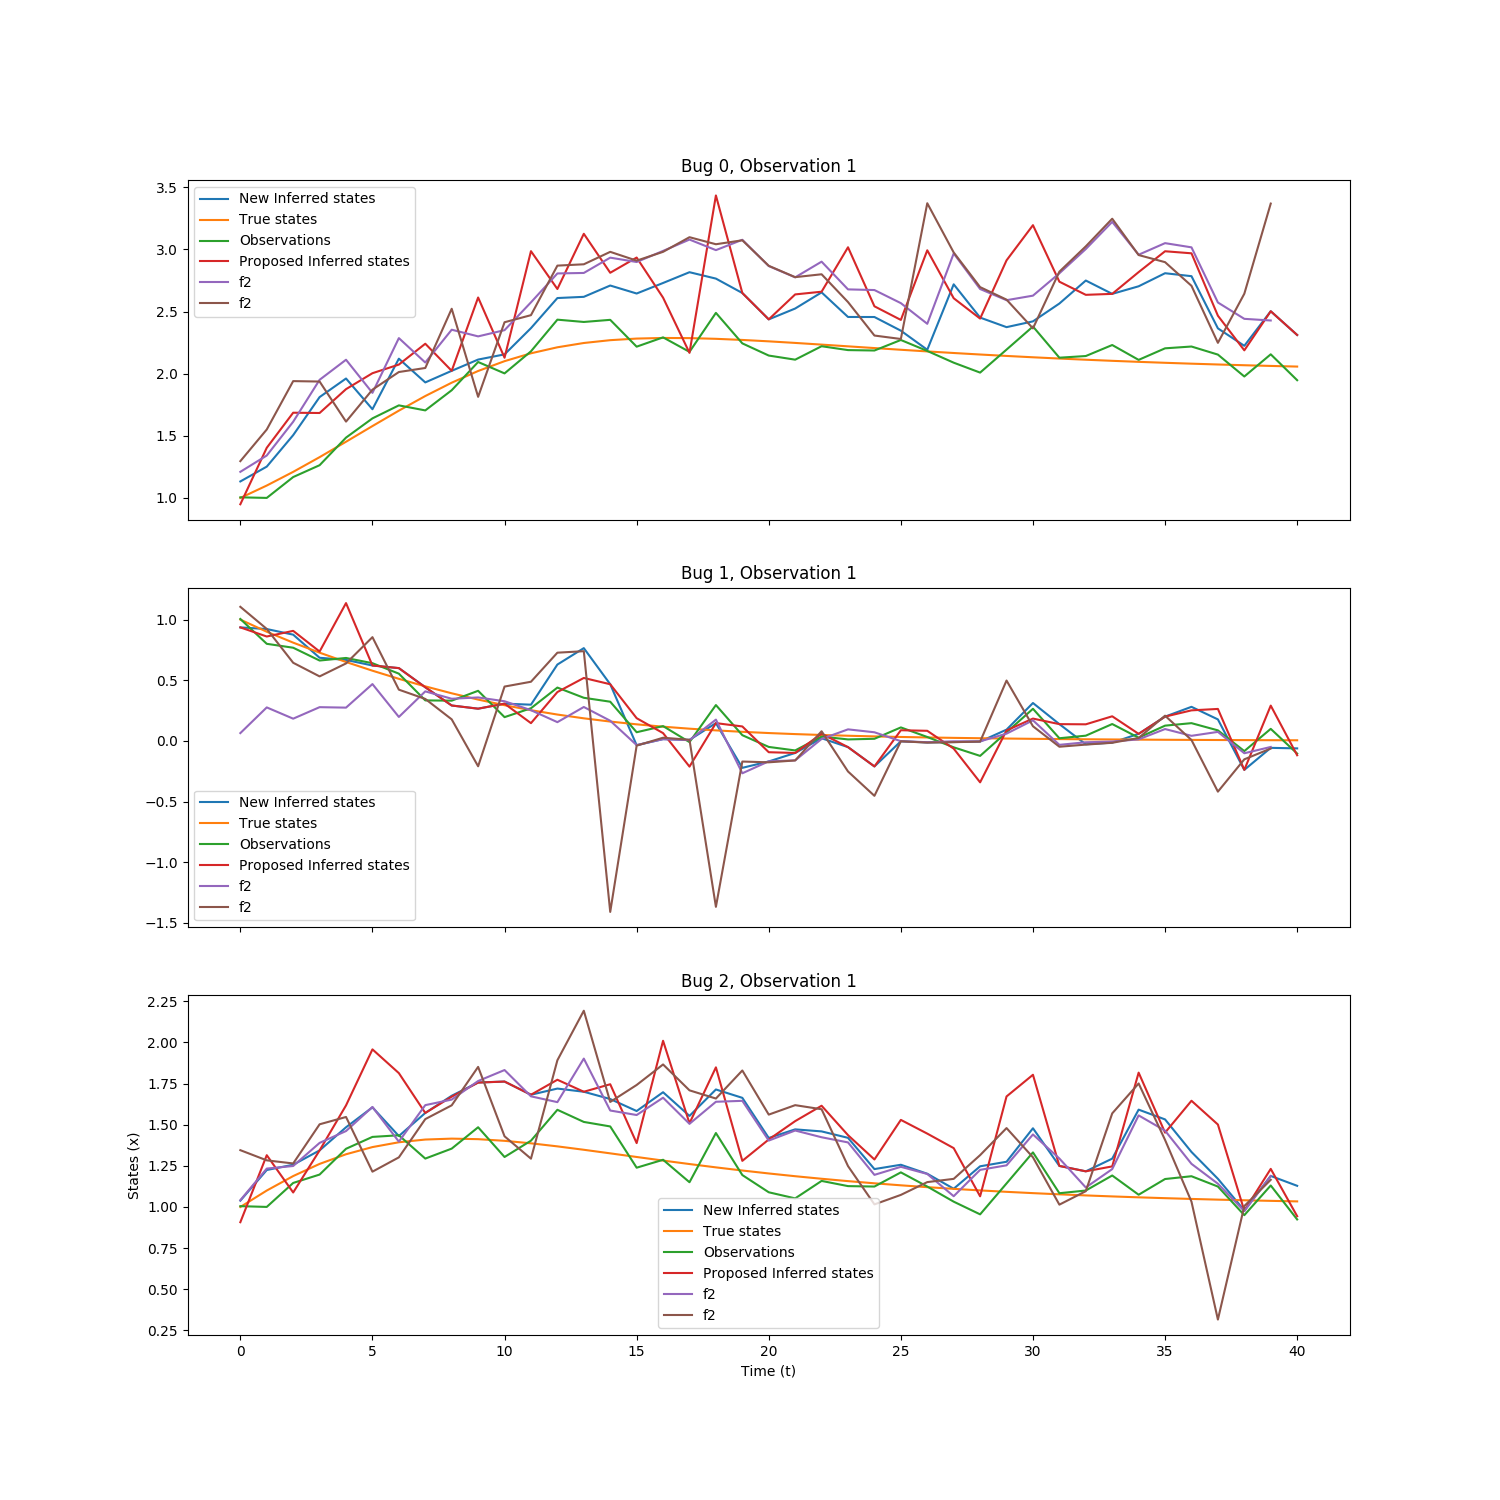 Bug 0, Observation 1
3.5
3.0
2.5
2.0
1.5
1.0
New Inferred states
True states
Observations
Proposed Inferred states
f2
f2
Bug 1, Observation 1
1.0
0.5
0.0
−0.5
−1.0
−1.5
New Inferred states
True states
Observations
Proposed Inferred states
f2
f2
Bug 2, Observation 1
States (x)
2.25
2.00
1.75
1.50
1.25
1.00
0.75
0.50
0.25
New Inferred states
True states
Observations
Proposed Inferred states
f2
f2
0 5 10 15 20 25 30 35 40
Time (t)